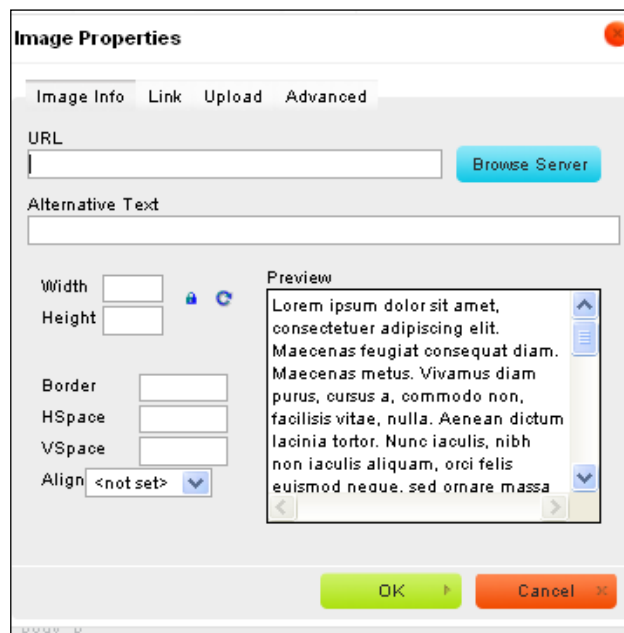 Image Properties
Image Info Link Upload Advanced
URL
Browse Server
Alternative Text
Width
Height
Border
HSpace
VSpace
Align <not set>
Preview
Lorem ipsum dolor sit amet,
consectetuer adipiscing elit.
Maecenas feugiat consequat diam.
Maecenas metus. Vivamus diam
purus, cursus a, commodo non,
facilisis vitae, nulla. Aenean dictum
lacinia tortor. Nunc iaculis, nibh
non iaculis aliquam, orci felis
euismod neque, sed ornare massa
OK Cancel